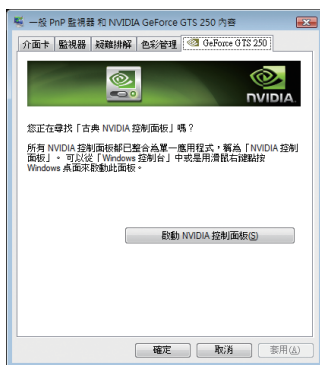 一般 PnP 監視器 和 NVIDIA GeForce GTS 250 內容
介面卡 監視器 疑難排解 色彩管理 GeForce GTS 250
NVIDIA.
您正在尋找「古典 NVIDIA 控制面板」嗎？
所有 NVIDIA 控制面板都已整合為單一應用程式，稱為「NVIDIA 控制
面板」。 可以從「Windows 控制台」中或是用滑鼠右鍵點按
Windows 桌面來啟動此面板。
啟動 NVIDIA 控制面板(S)
確定 取消 套用(A)